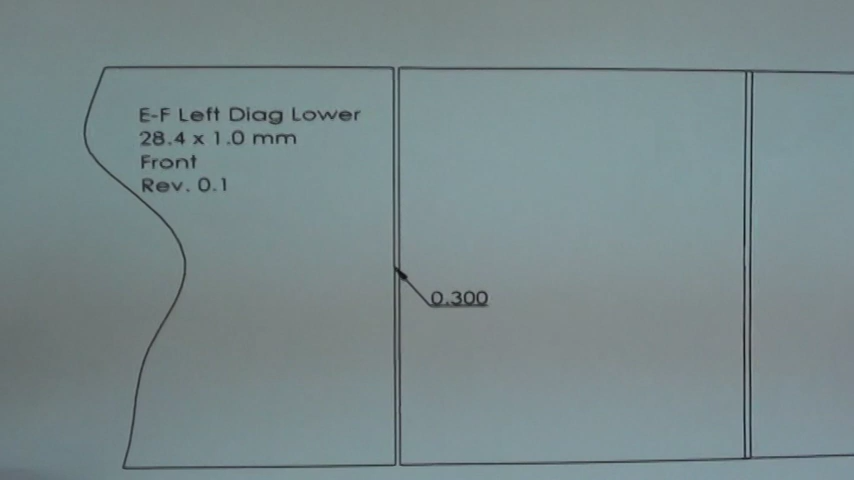 E-F Left Diag Lower
28.4 x 1.0 mm
Front
Rev. 0.1
0.300